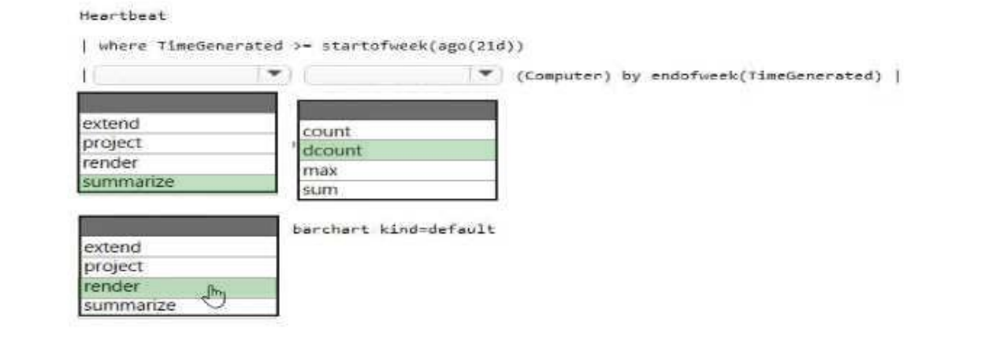 Heartbeat
| where TimeGenerated >= startofweek(ago(21d))
| (Computer) by endofweek(TimeGenerated) |
extend
project
render
summarize
count
dcount
max
sum
barchart kind=default
extend
project
render
summarize